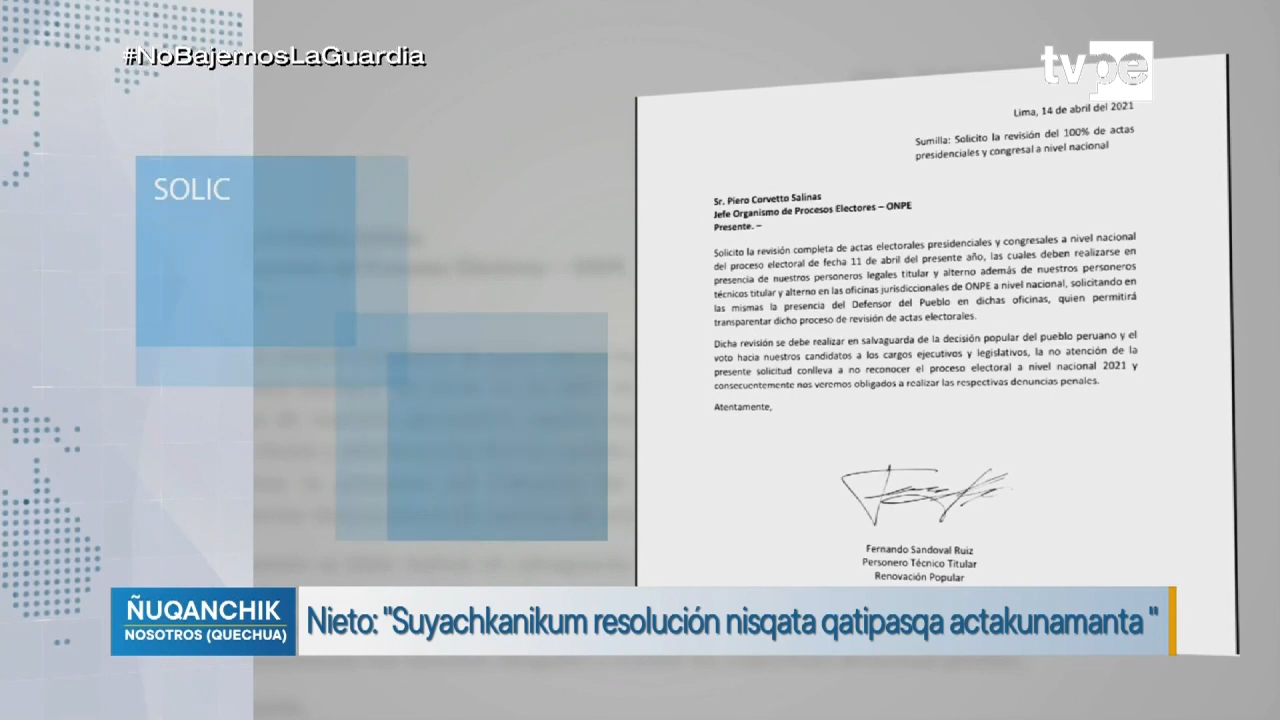 #NoBajemosLaGuardia
tvpe
SOLIC
Lima, 14 de abril del 2021
Sumilla: Solicito la revisión del 100% de actas
presidenciales y congresal a nivel nacional
Sr. Piero Corvetto Salinas
Jefe Organismo de Procesos Electores – ONPE
Presente. –
Solicito la revisión completa de actas electorales presidenciales y congresales a nivel nacional
del proceso electoral de fecha 11 de abril del presente año, las cuales deben realizarse en
presencia de nuestros personeros legales titular y alterno además de nuestros personeros
técnicos titular y alterno en las oficinas jurisdiccionales de ONPE a nivel nacional, solicitando en
las mismas la presencia del Defensor del Pueblo en dichas oficinas, quien permitirá
transparentar dicho proceso de revisión de actas electorales.
Dicha revisión se debe realizar en salvaguarda de la decisión popular del pueblo peruano y el
voto hacia nuestros candidatos a los cargos ejecutivos y legislativos, la no atención de la
presente solicitud conlleva a no reconocer el proceso electoral a nivel nacional 2021 y
consecuentemente nos veremos obligados a realizar las respectivas denuncias penales.
Atentamente,
Fernando Sandoval Ruiz
Personero Técnico Titular
Renovación Popular
ÑUQANCHIK
NOSOTROS (QUECHUA)
Nieto: "Suyachkanikum resolución nisqata qatipasqa actakunamanta "